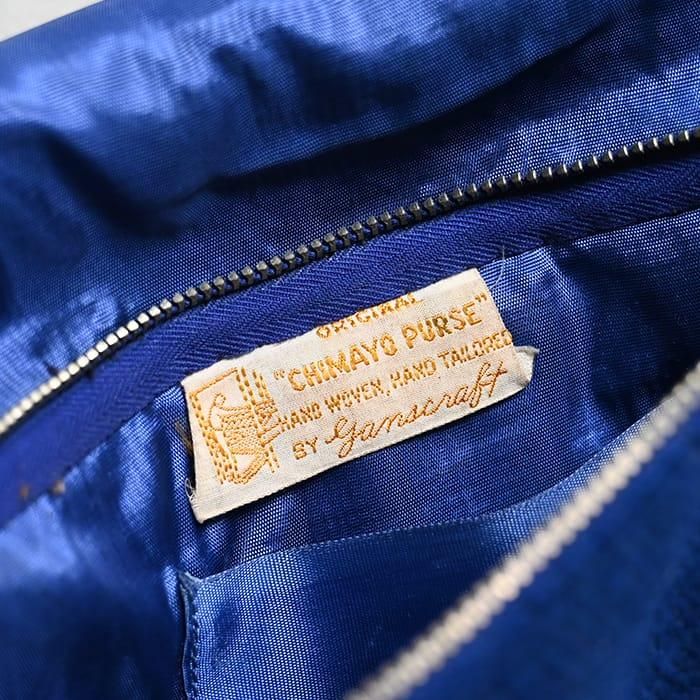 ORIGINAL
"CHIMAYO PURSE"
HAND WOVEN, HAND TAILORED
BY Ganscraft